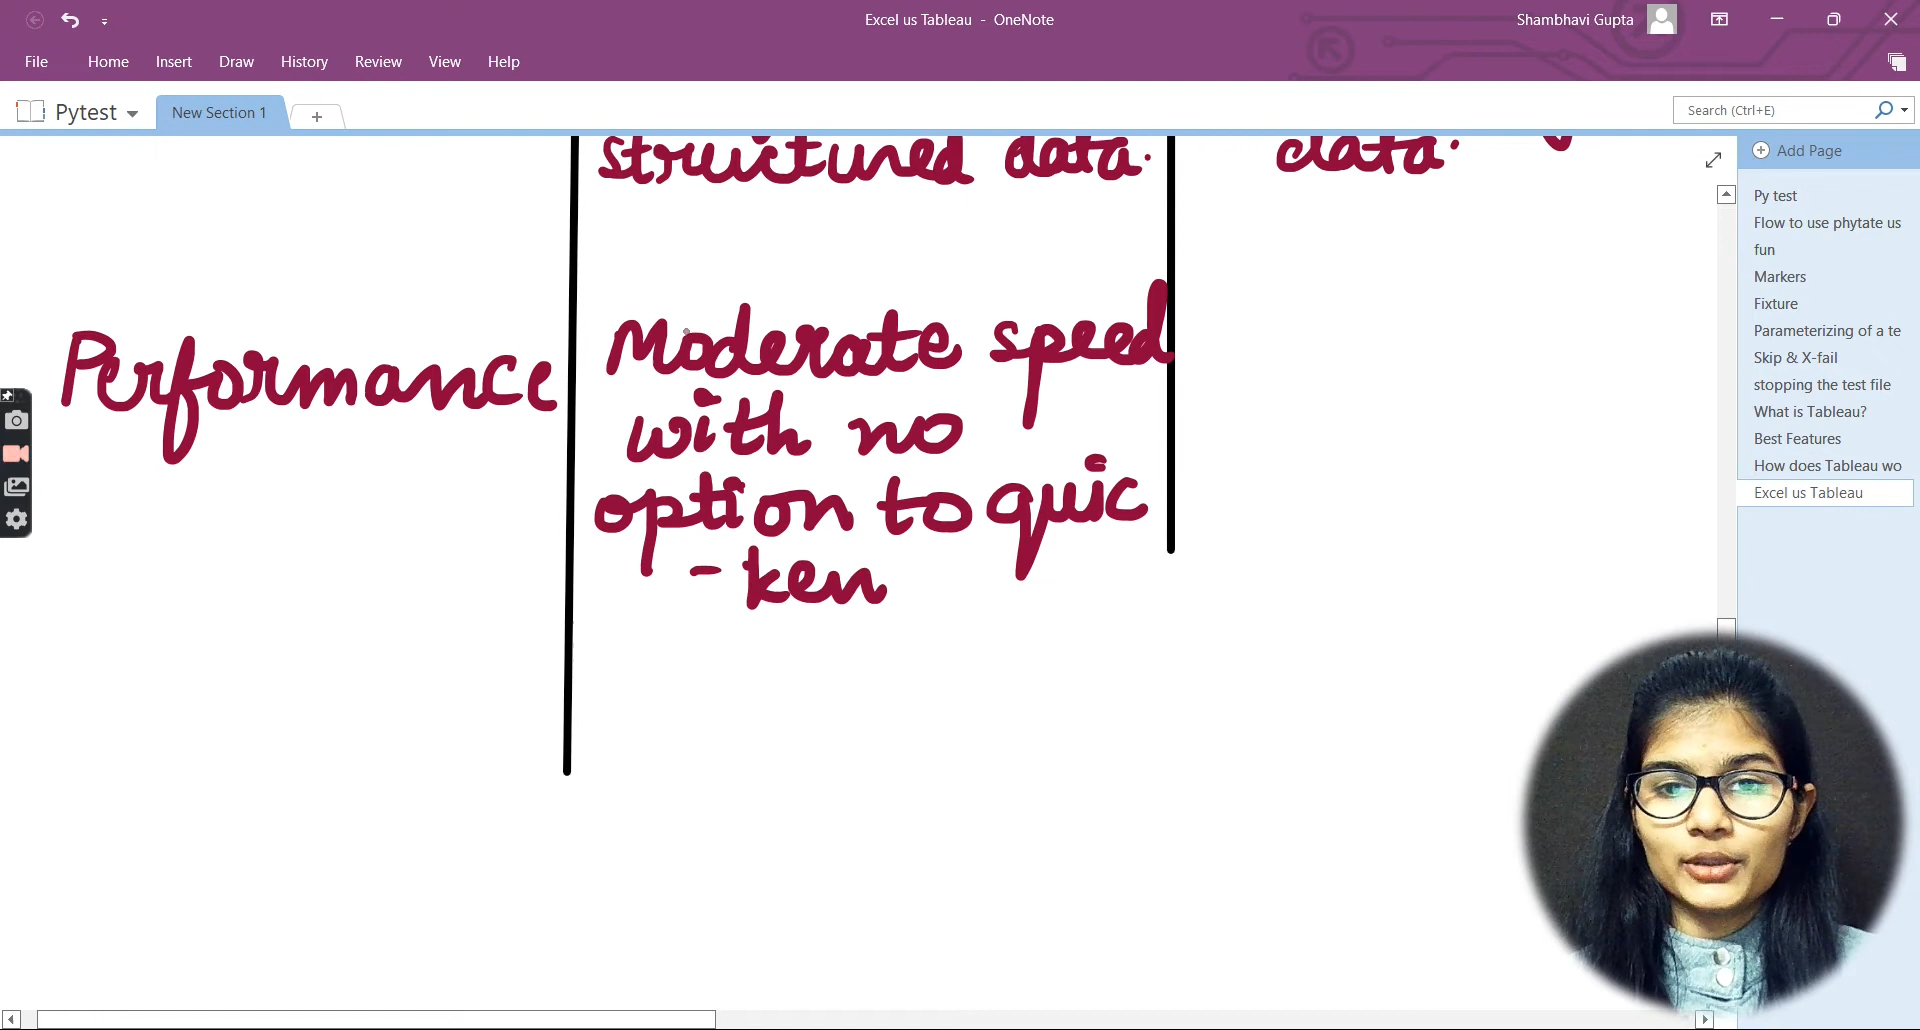 Excel us Tableau - OneNote
Shambhavi Gupta
File Home Insert Draw History Review View Help
Pytest
New Section 1
+
Search (Ctrl+E)
structured data.
data.
Add Page
Py test
Flow to use phytate us
fun
Markers
Fixture
Parameterizing of a te
Skip & X-fail
stopping the test file
What is Tableau?
Best Features
How does Tableau wo
Excel us Tableau
Performance
Moderate speed
with no
option to quic
-ken